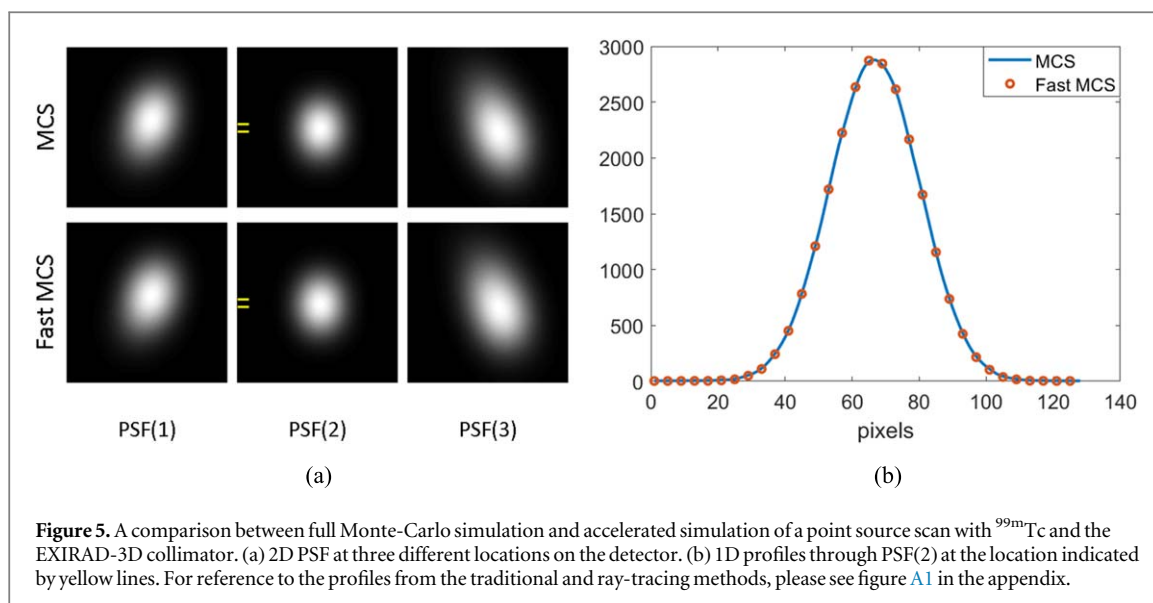 MCS
Fast MCS
PSF(1)
PSF(2)
PSF(3)
(a)
3000
2500
2000
1500
1000
500
0
0
20
40
60
80
100
120
140
pixels
MCS
Fast MCS
(b)
Figure 5. A comparison between full Monte-Carlo simulation and accelerated simulation of a point source scan with ⁹⁹ᵐTc and the
EXIRAD-3D collimator. (a) 2D PSF at three different locations on the detector. (b) 1D profiles through PSF(2) at the location indicated
by yellow lines. For reference to the profiles from the traditional and ray-tracing methods, please see figure A1 in the appendix.